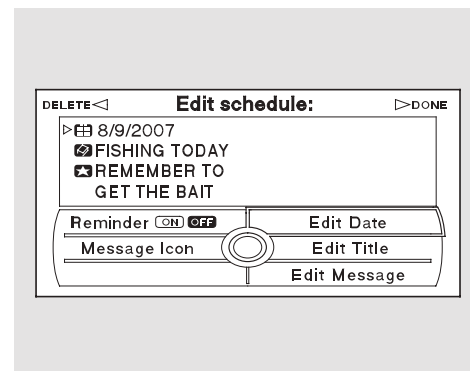 DELETE Edit schedule: DONE
8/9/2007
FISHING TODAY
REMEMBER TO
GET THE BAIT
Reminder ON OFF Edit Date
Message Icon Edit Title
Edit Message